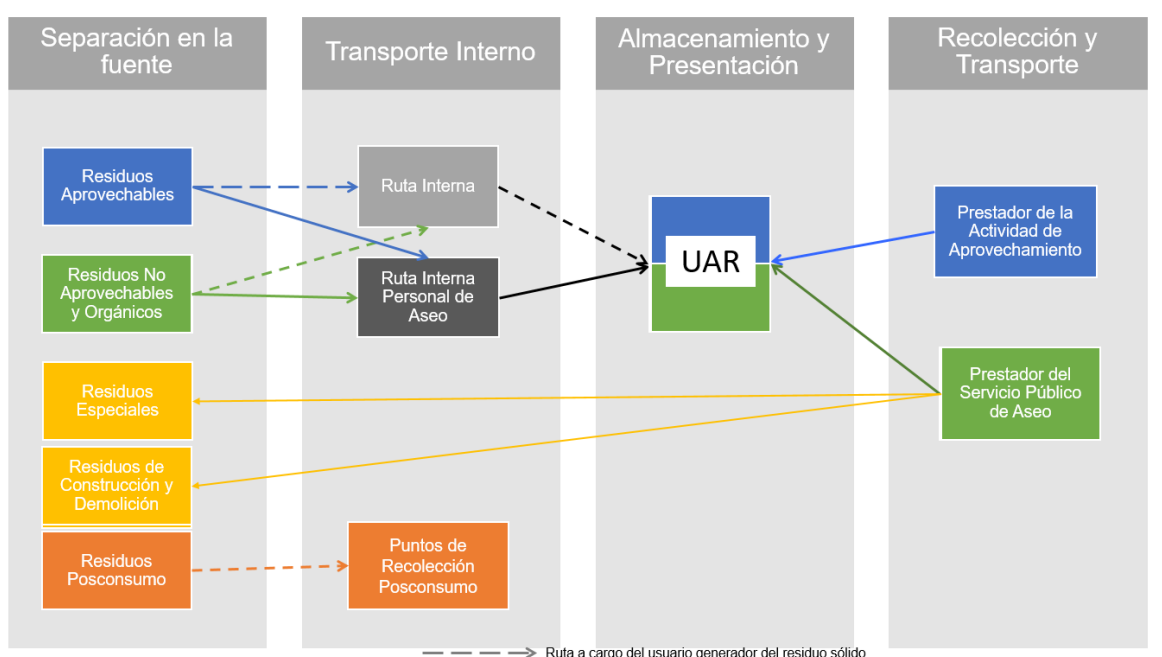 Separación en la
fuente
Transporte Interno
Almacenamiento y
Presentación
Recolección y
Transporte
Residuos
Aprovechables
Ruta Interna
Prestador de la
Actividad de
Aprovechamiento
Residuos No
Aprovechables
y Orgánicos
Ruta Interna
Personal de
Aseo
UAR
Residuos
Especiales
Prestador del
Servicio Público
de Aseo
Residuos de
Construcción y
Demolición
Residuos
Posconsumo
Puntos de
Recolección
Posconsumo
Ruta a cargo del usuario generador del residuo sólido